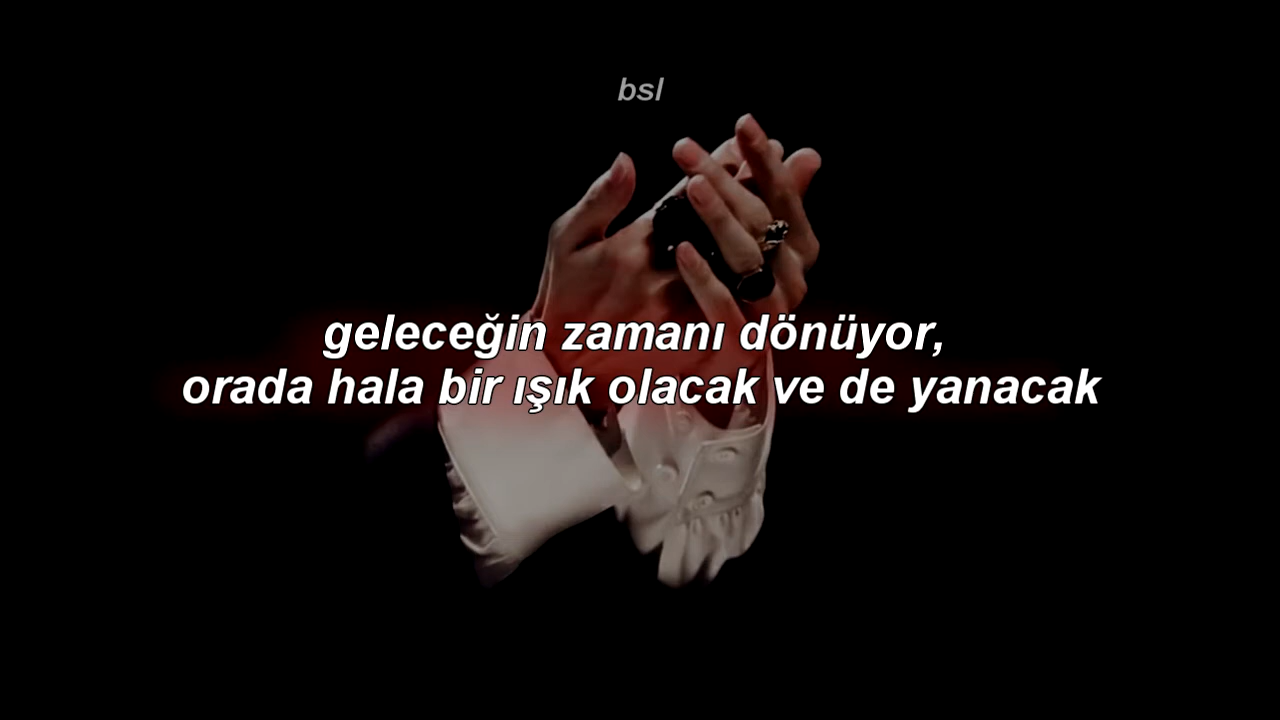 bsl
geleceğin zamanı dönüyor,
orada hala bir ışık olacak ve de yanacak